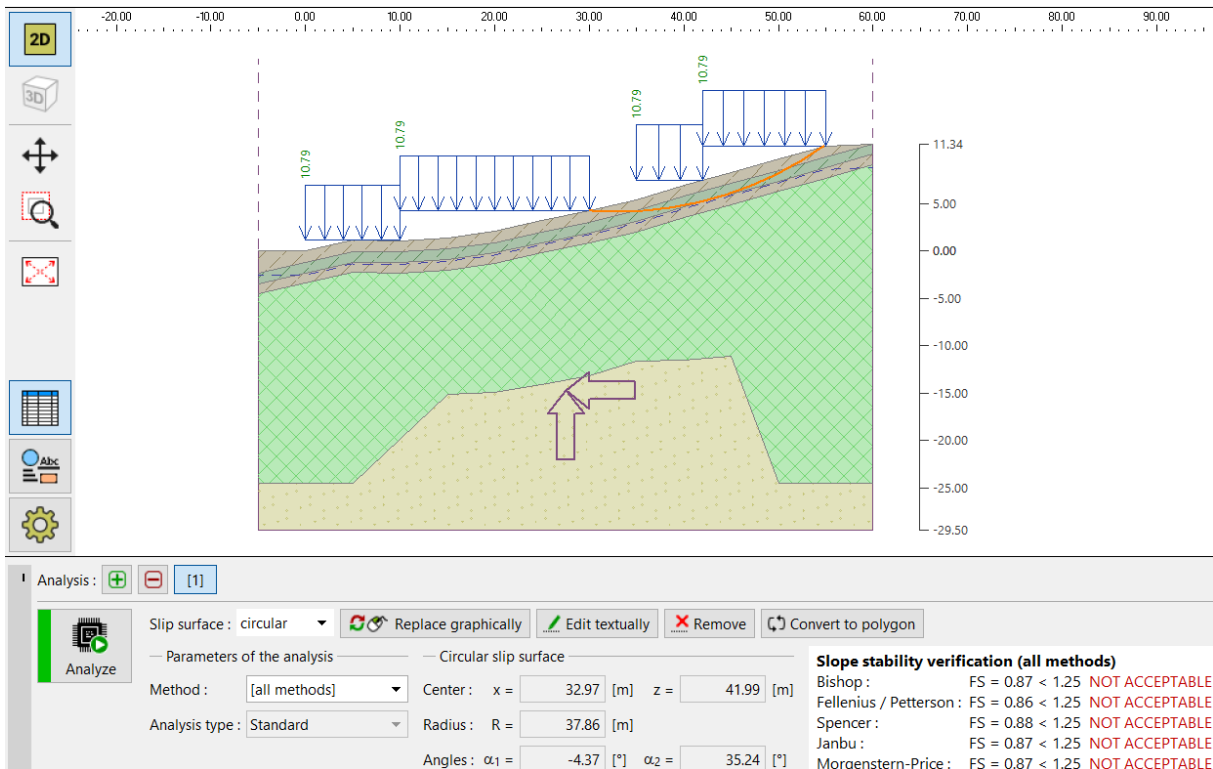 -20.00 -10.00 0.00 10.00 20.00 30.00 40.00 50.00 60.00 70.00 80.00 90.00
2D
3D
10.79
10.79
10.79
10.79
11.34
5.00
0.00
-5.00
-10.00
-15.00
-20.00
-25.00
-29.50
Abc
Analysis : [1]
Analyze
Slip surface : circular Replace graphically Edit textually Remove Convert to polygon
Parameters of the analysis
Method : [all methods]
Analysis type : Standard
Circular slip surface
Center : x = 32.97 [m] z = 41.99 [m]
Radius : R = 37.86 [m]
Angles : α1 = -4.37 [°] α2 = 35.24 [°]
Slope stability verification (all methods)
Bishop : FS = 0.87 < 1.25 NOT ACCEPTABLE
Fellenius / Petterson : FS = 0.86 < 1.25 NOT ACCEPTABLE
Spencer : FS = 0.88 < 1.25 NOT ACCEPTABLE
Janbu : FS = 0.87 < 1.25 NOT ACCEPTABLE
Morgenstern-Price : FS = 0.87 < 1.25 NOT ACCEPTABLE